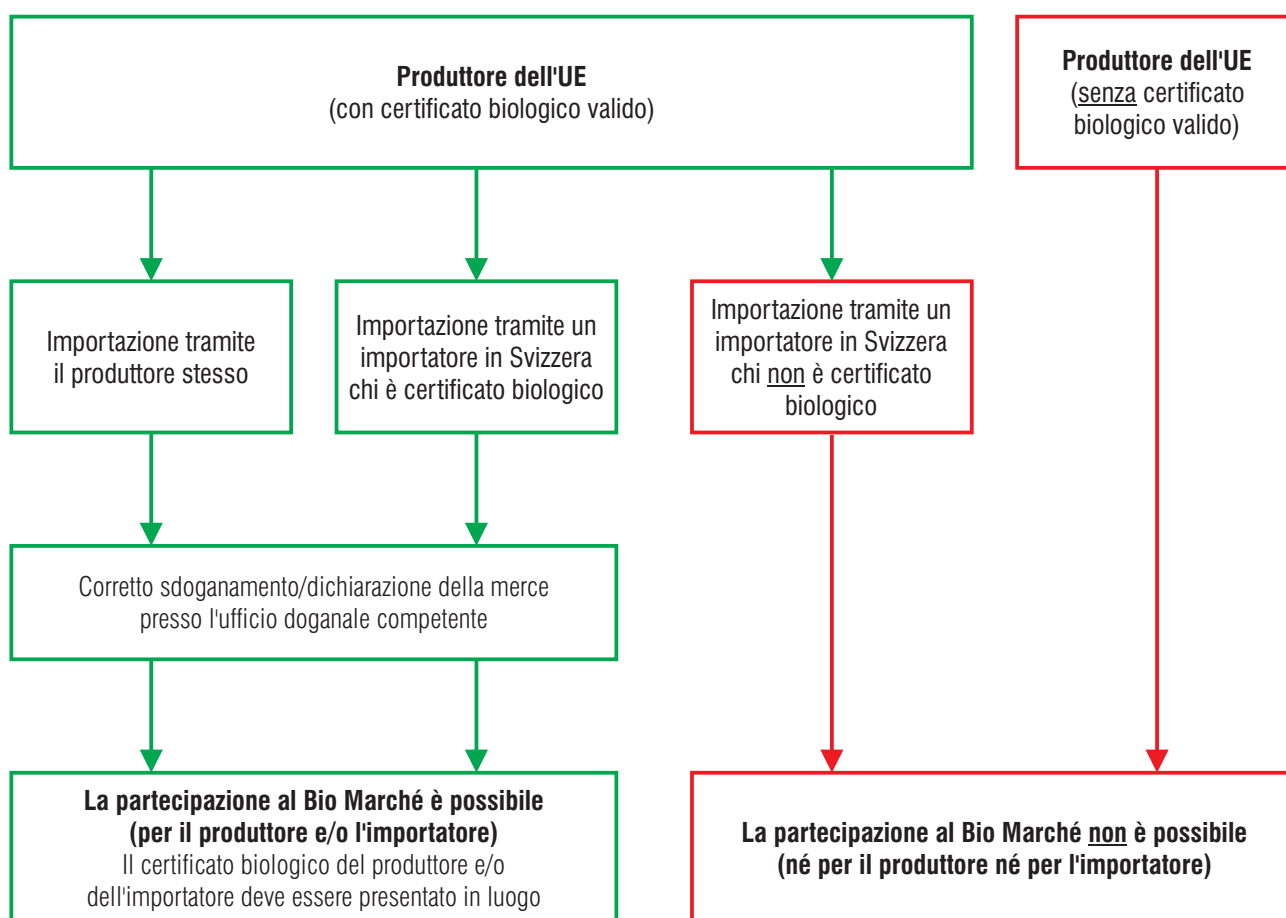 Produttore dell'UE
(con certificato biologico valido)
Produttore dell'UE
(senza certificato
biologico valido)
Importazione tramite
il produttore stesso
Importazione tramite un
importatore in Svizzera
chi è certificato biologico
Importazione tramite un
importatore in Svizzera
chi non è certificato
biologico
Corretto sdoganamento/dichiarazione della merce
presso l'ufficio doganale competente
La partecipazione al Bio Marché è possibile
(per il produttore e/o l'importatore)
Il certificato biologico del produttore e/o
dell'importatore deve essere presentato in luogo
La partecipazione al Bio Marché non è possibile
(né per il produttore né per l'importatore)